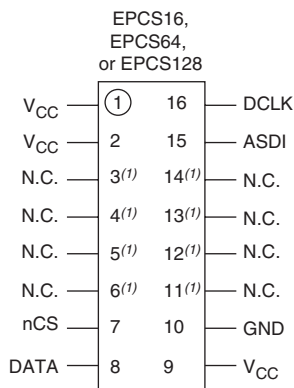 EPCS16,
EPCS64,
or EPCS128
VCC 1 16 DCLK
VCC 2 15 ASDI
N.C. 3(1) 14(1) N.C.
N.C. 4(1) 13(1) N.C.
N.C. 5(1) 12(1) N.C.
N.C. 6(1) 11(1) N.C.
nCS 7 10 GND
DATA 8 9 VCC